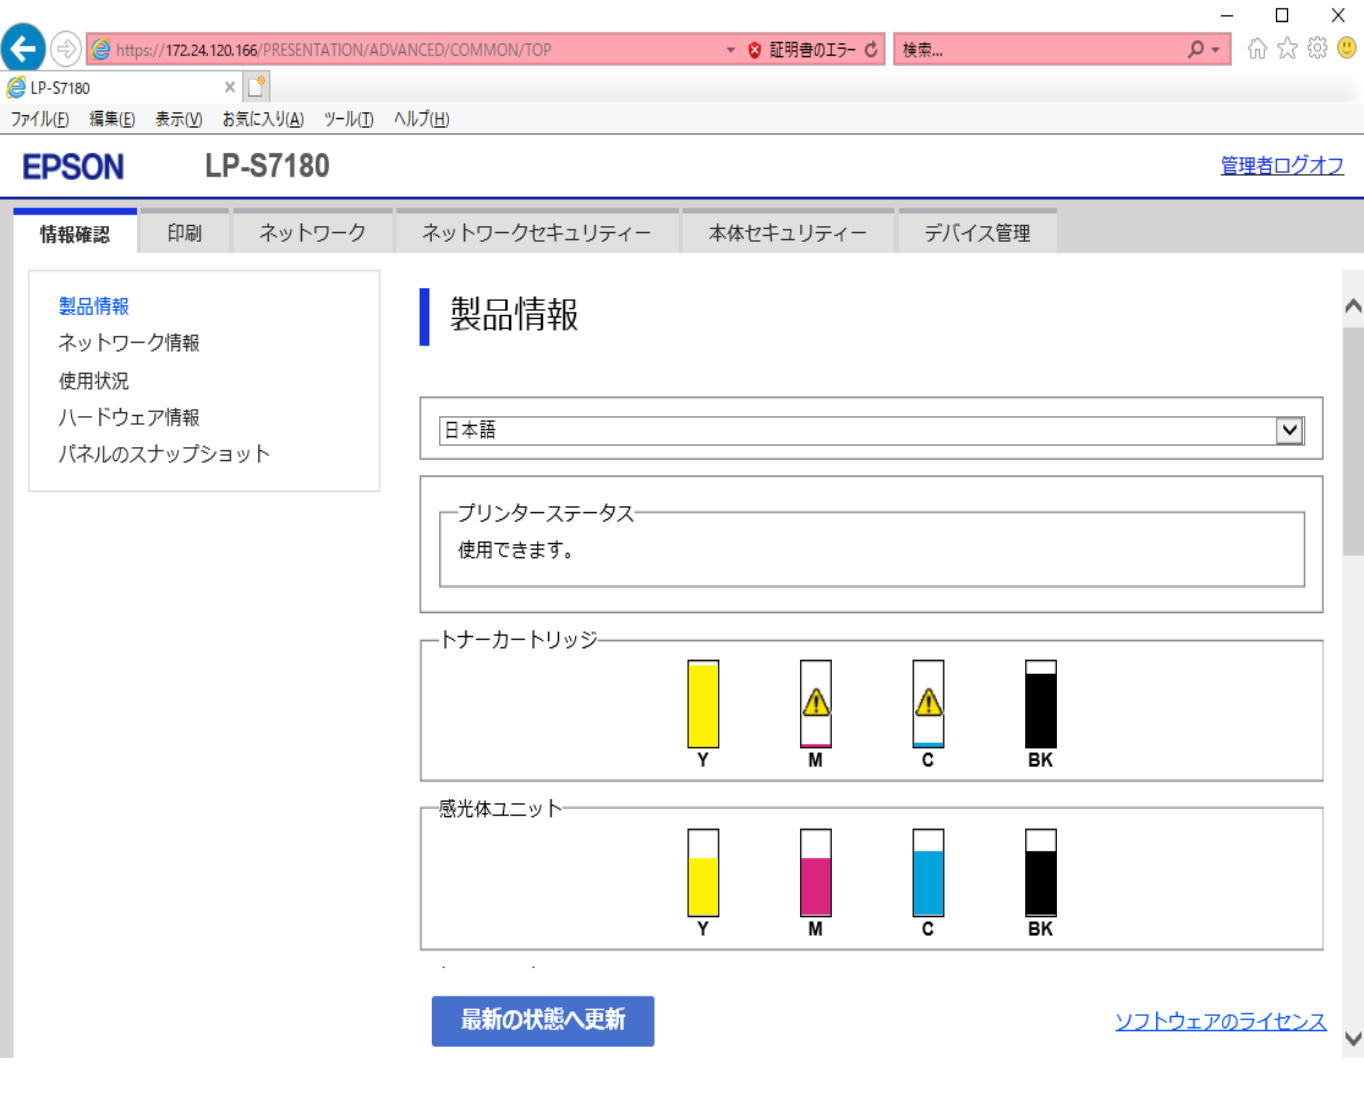 https://172.24.120.166/PRESENTATION/ADVANCED/COMMON/TOP 証明書のエラー 検索...
LP-S7180
ファイル(F) 編集(E) 表示(V) お気に入り(A) ツール(T) ヘルプ(H)
EPSON LP-S7180 管理者ログオフ
情報確認 印刷 ネットワーク ネットワークセキュリティー 本体セキュリティー デバイス管理
製品情報
ネットワーク情報
使用状況
ハードウェア情報
パネルのスナップショット
製品情報
日本語
プリンターステータス
使用できます。
トナーカートリッジ
Y M C BK
感光体ユニット
Y M C BK
最新の状態へ更新 ソフトウェアのライセンス